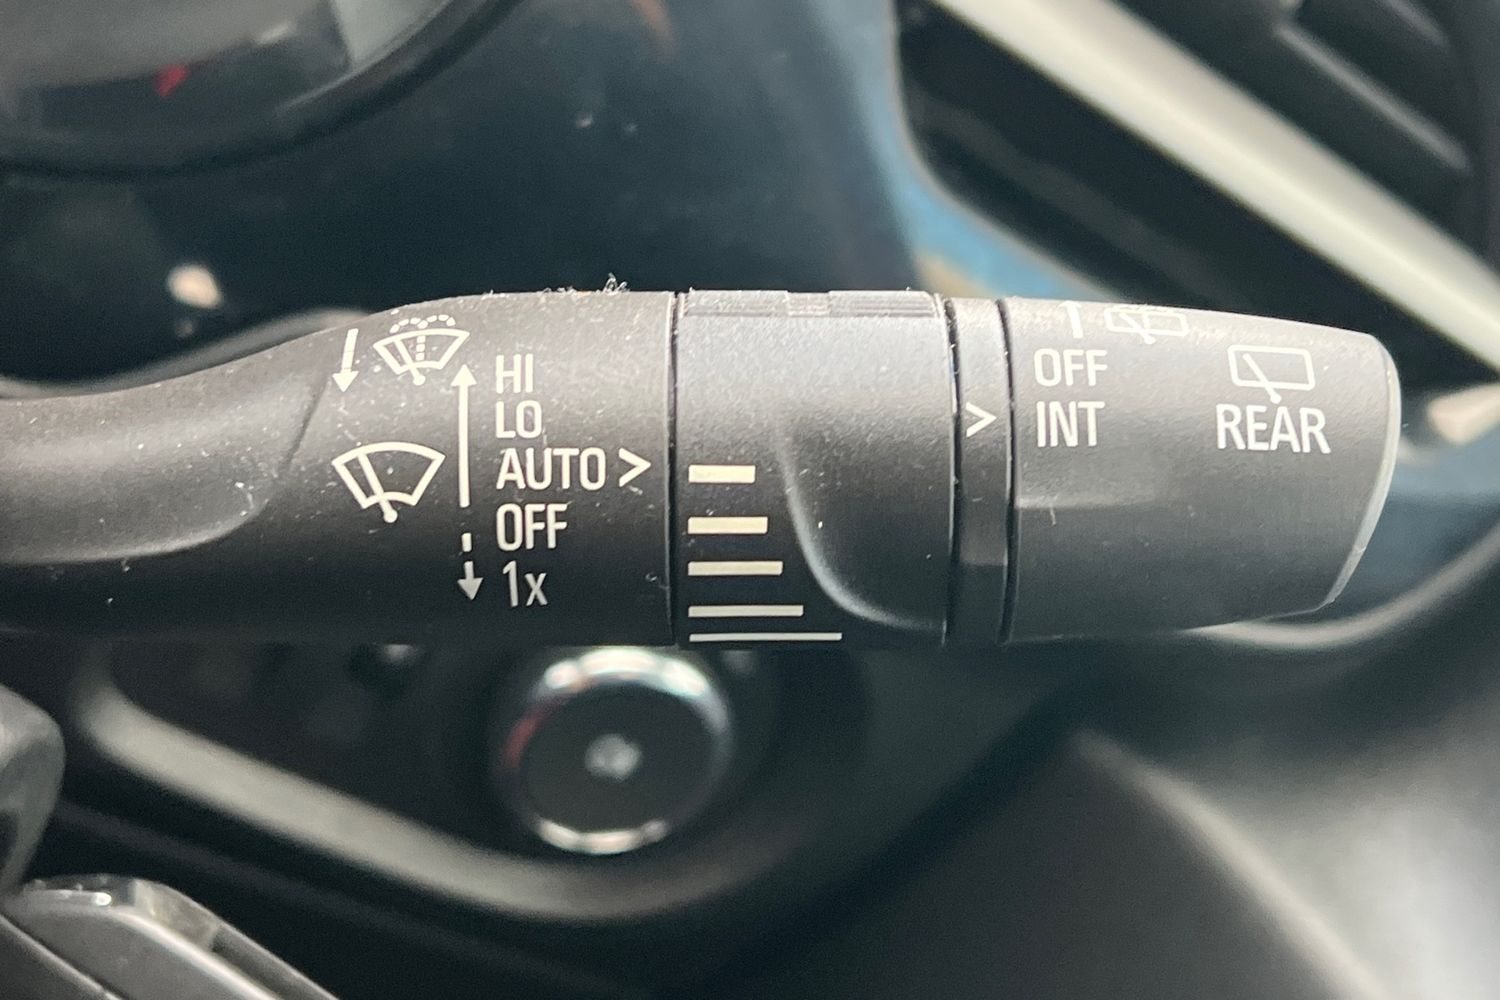 HI
LO
AUTO >
OFF
1x
>
OFF
INT
REAR